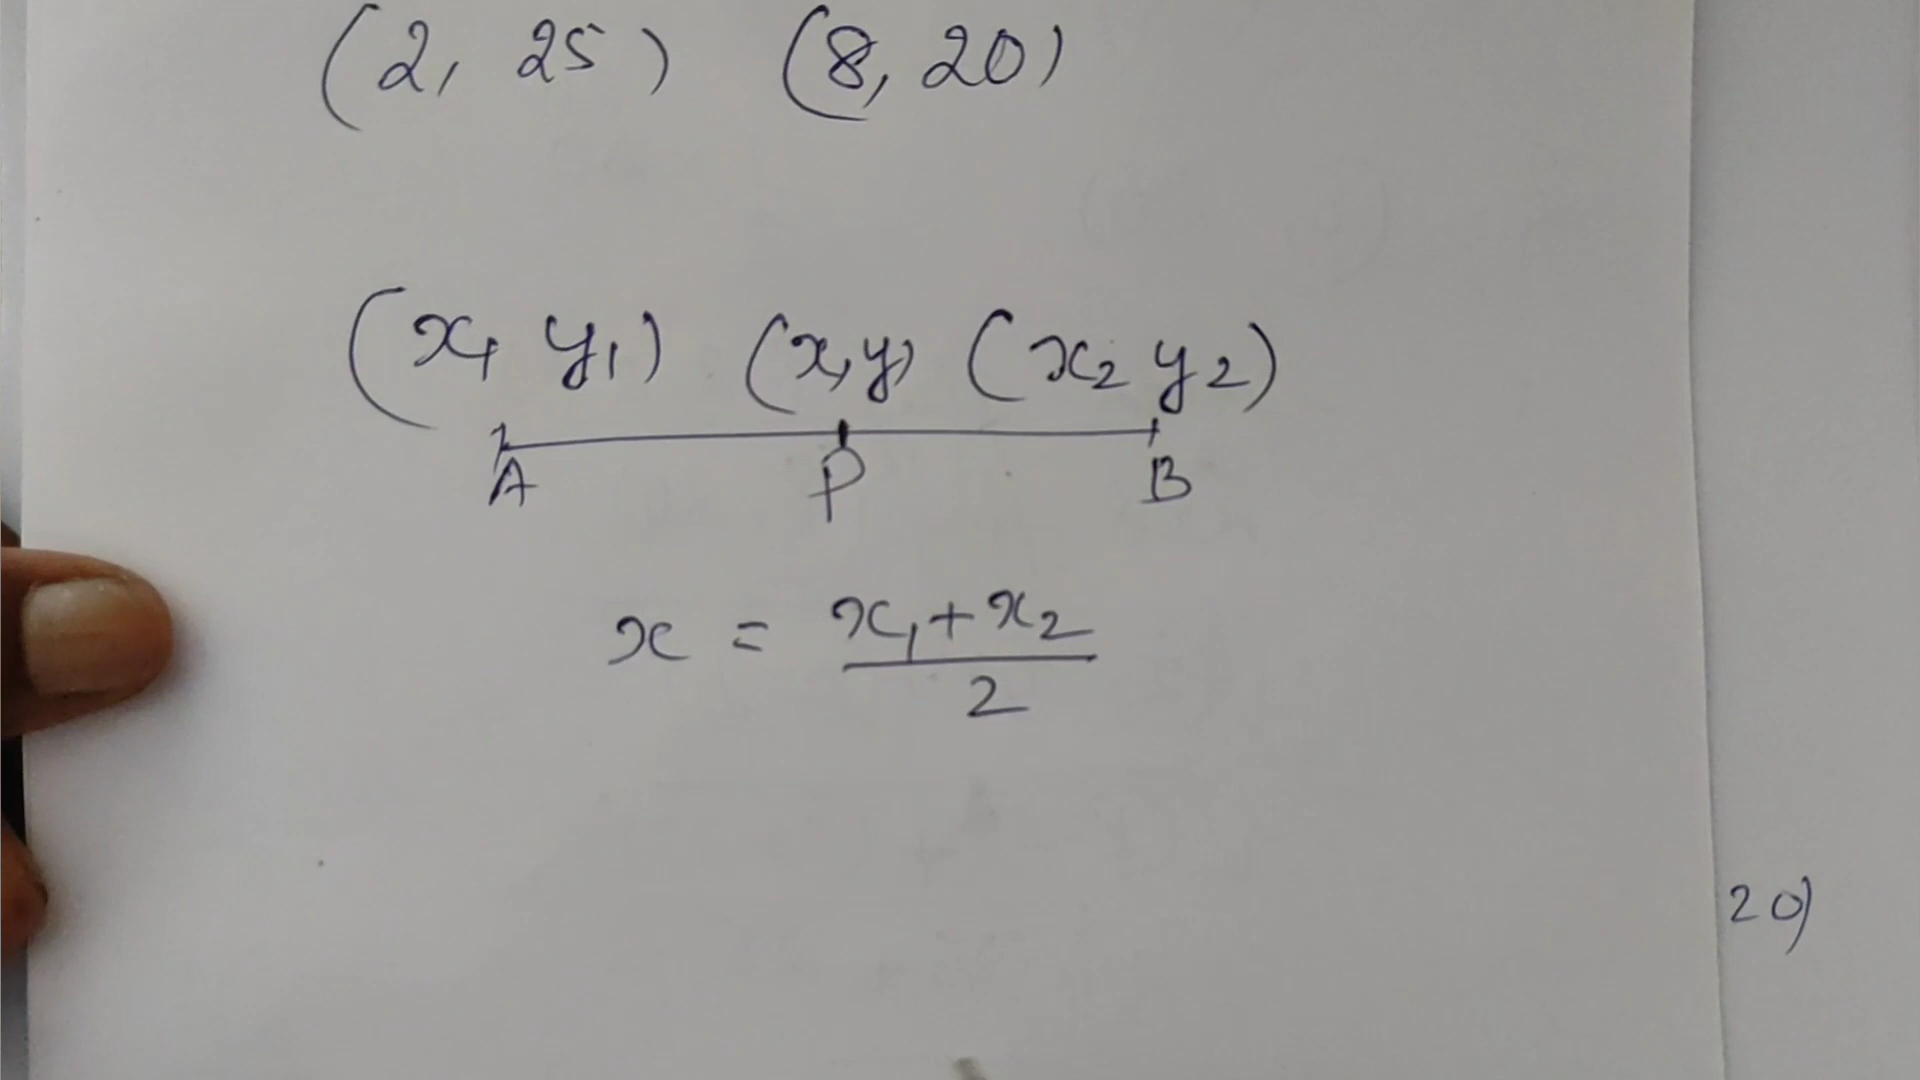 (2, 25) (8, 20)
(x1 y1) (x, y) (x2 y2)
A P B
x = x1 + x2
2
20)